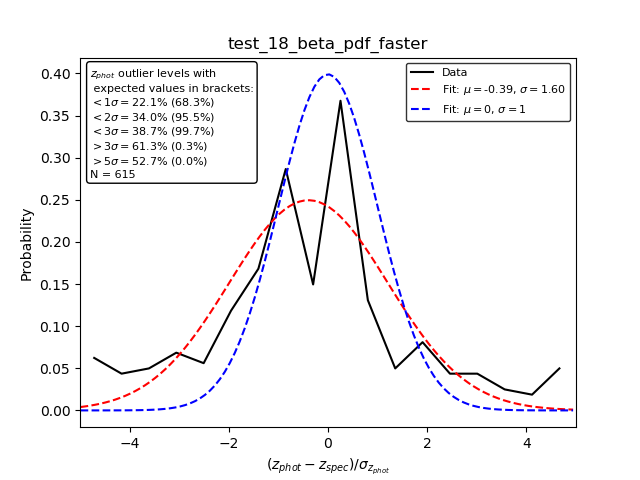 test_18_beta_pdf_faster
z_phot outlier levels with
expected values in brackets:
< 1σ = 22.1% (68.3%)
< 2σ = 34.0% (95.5%)
< 3σ = 38.7% (99.7%)
> 3σ = 61.3% (0.3%)
> 5σ = 52.7% (0.0%)
N = 615
Data
Fit: μ = -0.39, σ = 1.60
Fit: μ = 0, σ = 1
Probability
0.40
0.35
0.30
0.25
0.20
0.15
0.10
0.05
0.00
−4 −2 0 2 4
(z_phot − z_spec)/σ_z_phot